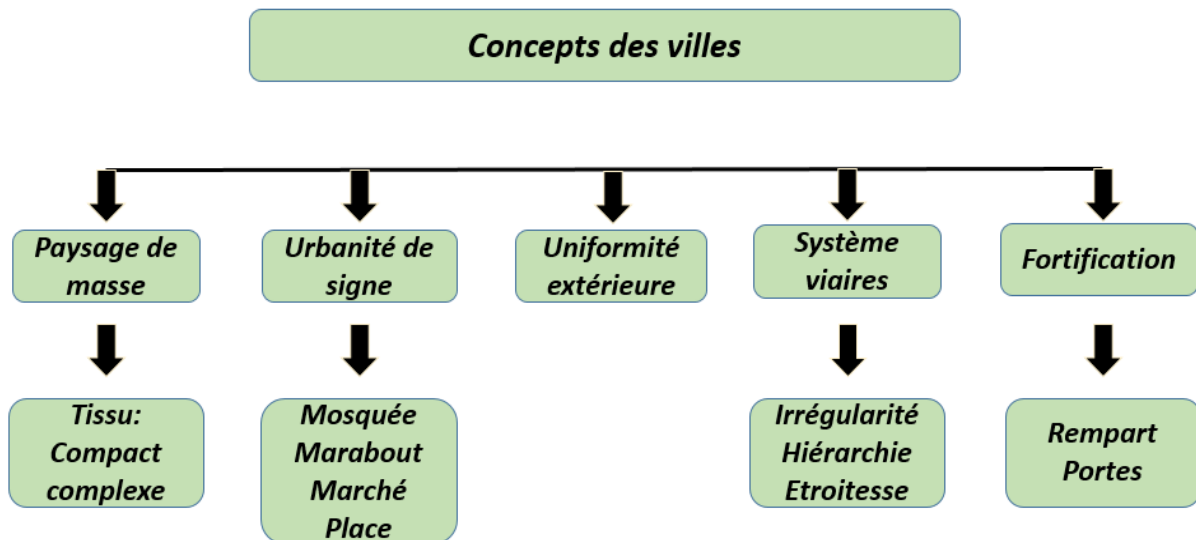 Concepts des villes
Paysage de
masse
Urbanité de
signe
Uniformité
extérieure
Système
viaires
Fortification
Tissu:
Compact
complexe
Mosquée
Marabout
Marché
Place
Irrégularité
Hiérarchie
Etroitesse
Rempart
Portes